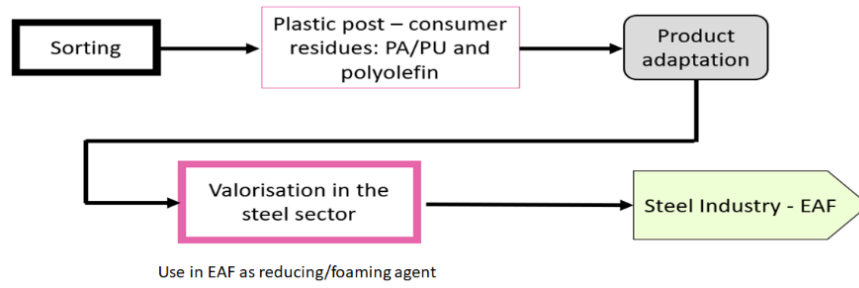 Sorting
Plastic post – consumer
residues: PA/PU and
polyolefin
Product
adaptation
Valorisation in the
steel sector
Steel Industry - EAF
Use in EAF as reducing/foaming agent